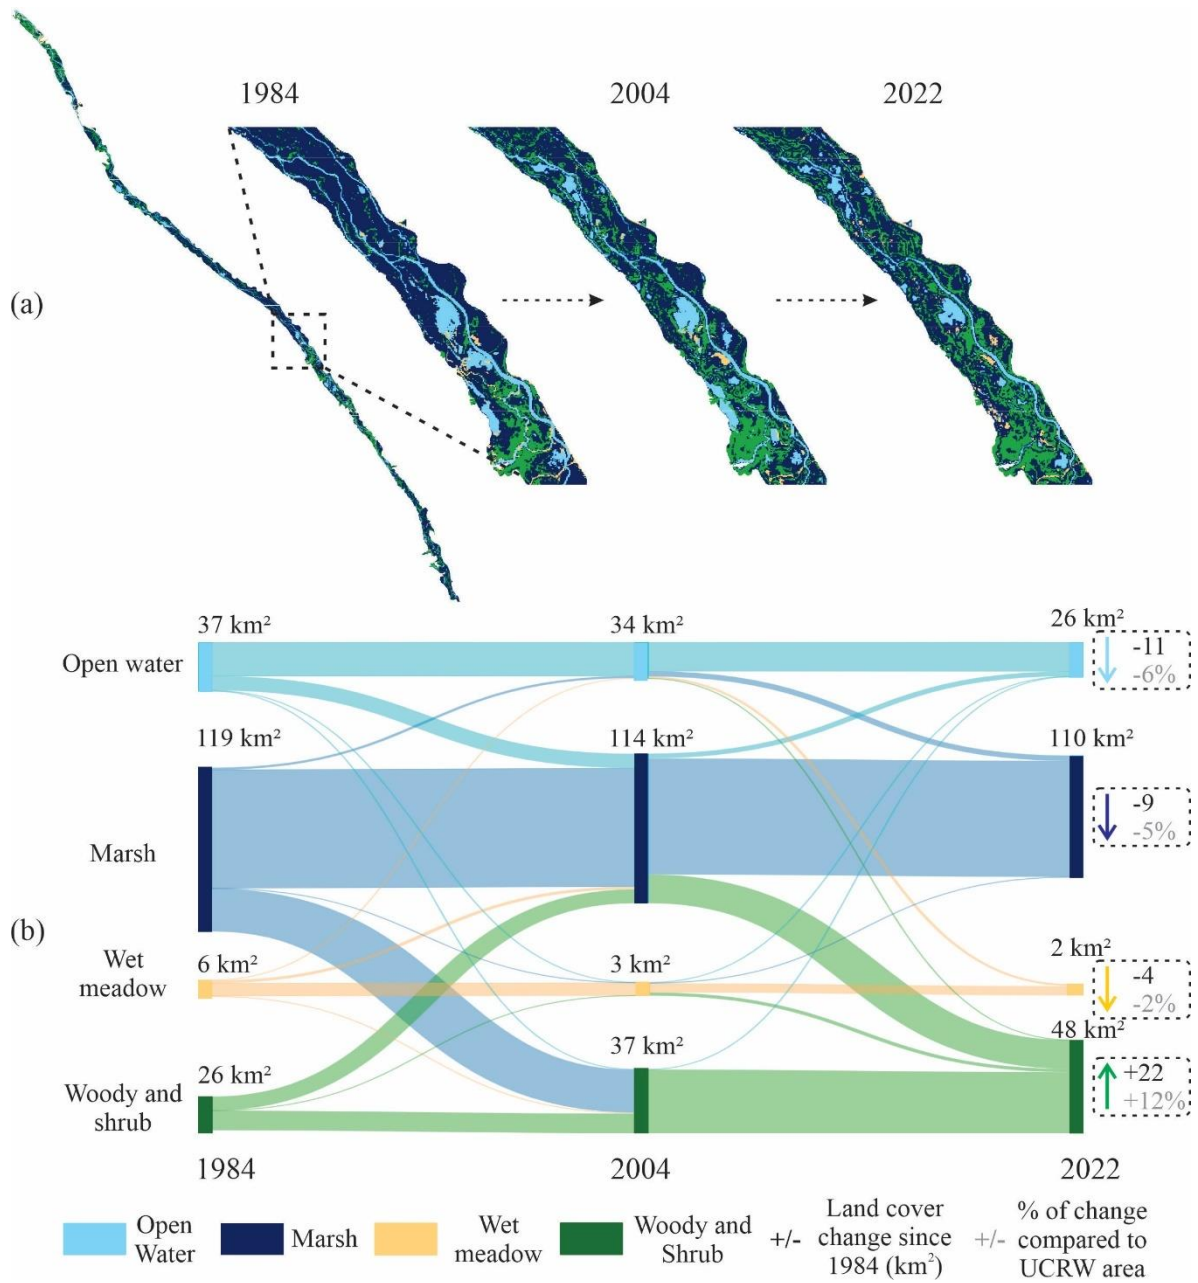 1984
2004
2022
(a)
37 km²
34 km²
26 km²
Open water
-11
-6%
119 km²
114 km²
110 km²
-9
-5%
Marsh
(b)
Wet
meadow
6 km²
3 km²
2 km²
-4
-2%
26 km²
37 km²
48 km²
Woody and
shrub
+22
+12%
1984
2004
2022
Open
Water
Marsh
Wet
meadow
Woody and
Shrub
+/-
Land cover
change since
1984 (km²)
+/-
% of change
compared to
UCRW area